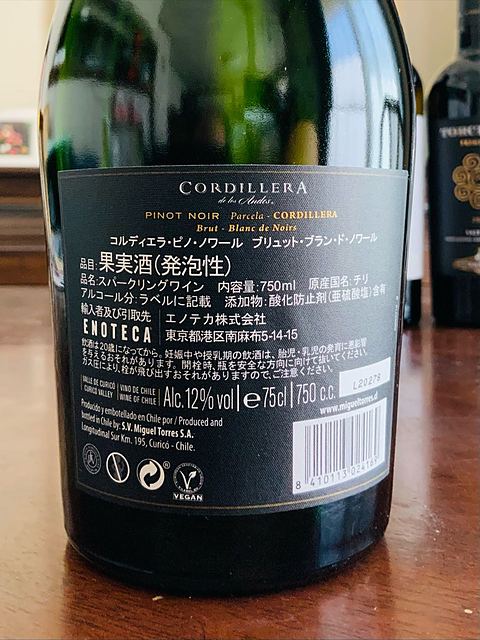 CORDILLERA
de los Andes
PINOT NOIR Parcela - CORDILLERA
Brut - Blanc de Noirs
コルディエラ・ピノ・ノワール ブリュット・ブラン・ド・ノワール
品目:果実酒(発泡性)
品名:スパークリングワイン 内容量:750ml 原産国名:チリ
アルコール分:ラベルに記載 添加物:酸化防止剤(亜硫酸塩)含有
輸入者及び引取先 エノテカ株式会社
ENOTECA 東京都港区南麻布5-14-15
飲酒は20歳になってから。妊娠中や授乳期の飲酒は、胎児・乳児の発育に悪影響
を与えるおそれがあります。開栓時、瓶を安全な方向に向けて抜いてください。
ガス圧により、栓が飛び出すおそれがありますので、ご注意ください。
VALLE DE CURICÓ VINO DE CHILE
CURICO VALLEY WINE OF CHILE
Alc.12%vol e75cl 750 c.c.
L20278
www.migueltorres.cl
Producido y embotellado en Chile por / Produced and
bottled in Chile by: S.V. Miguel Torres S.A.
Longitudinal Sur Km. 195, Curicó - Chile.
8 410113 024169
VEGAN